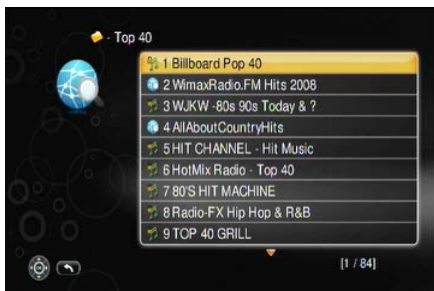 - Top 40
1 Billboard Pop 40
2 WimaxRadio.FM Hits 2008
3 WJKW -80s 90s Today & ?
4 AllAboutCountryHits
5 HIT CHANNEL - Hit Music
6 HotMix Radio - Top 40
7 80'S HIT MACHINE
8 Radio-FX Hip Hop & R&B
9 TOP 40 GRILL
[1 / 84]